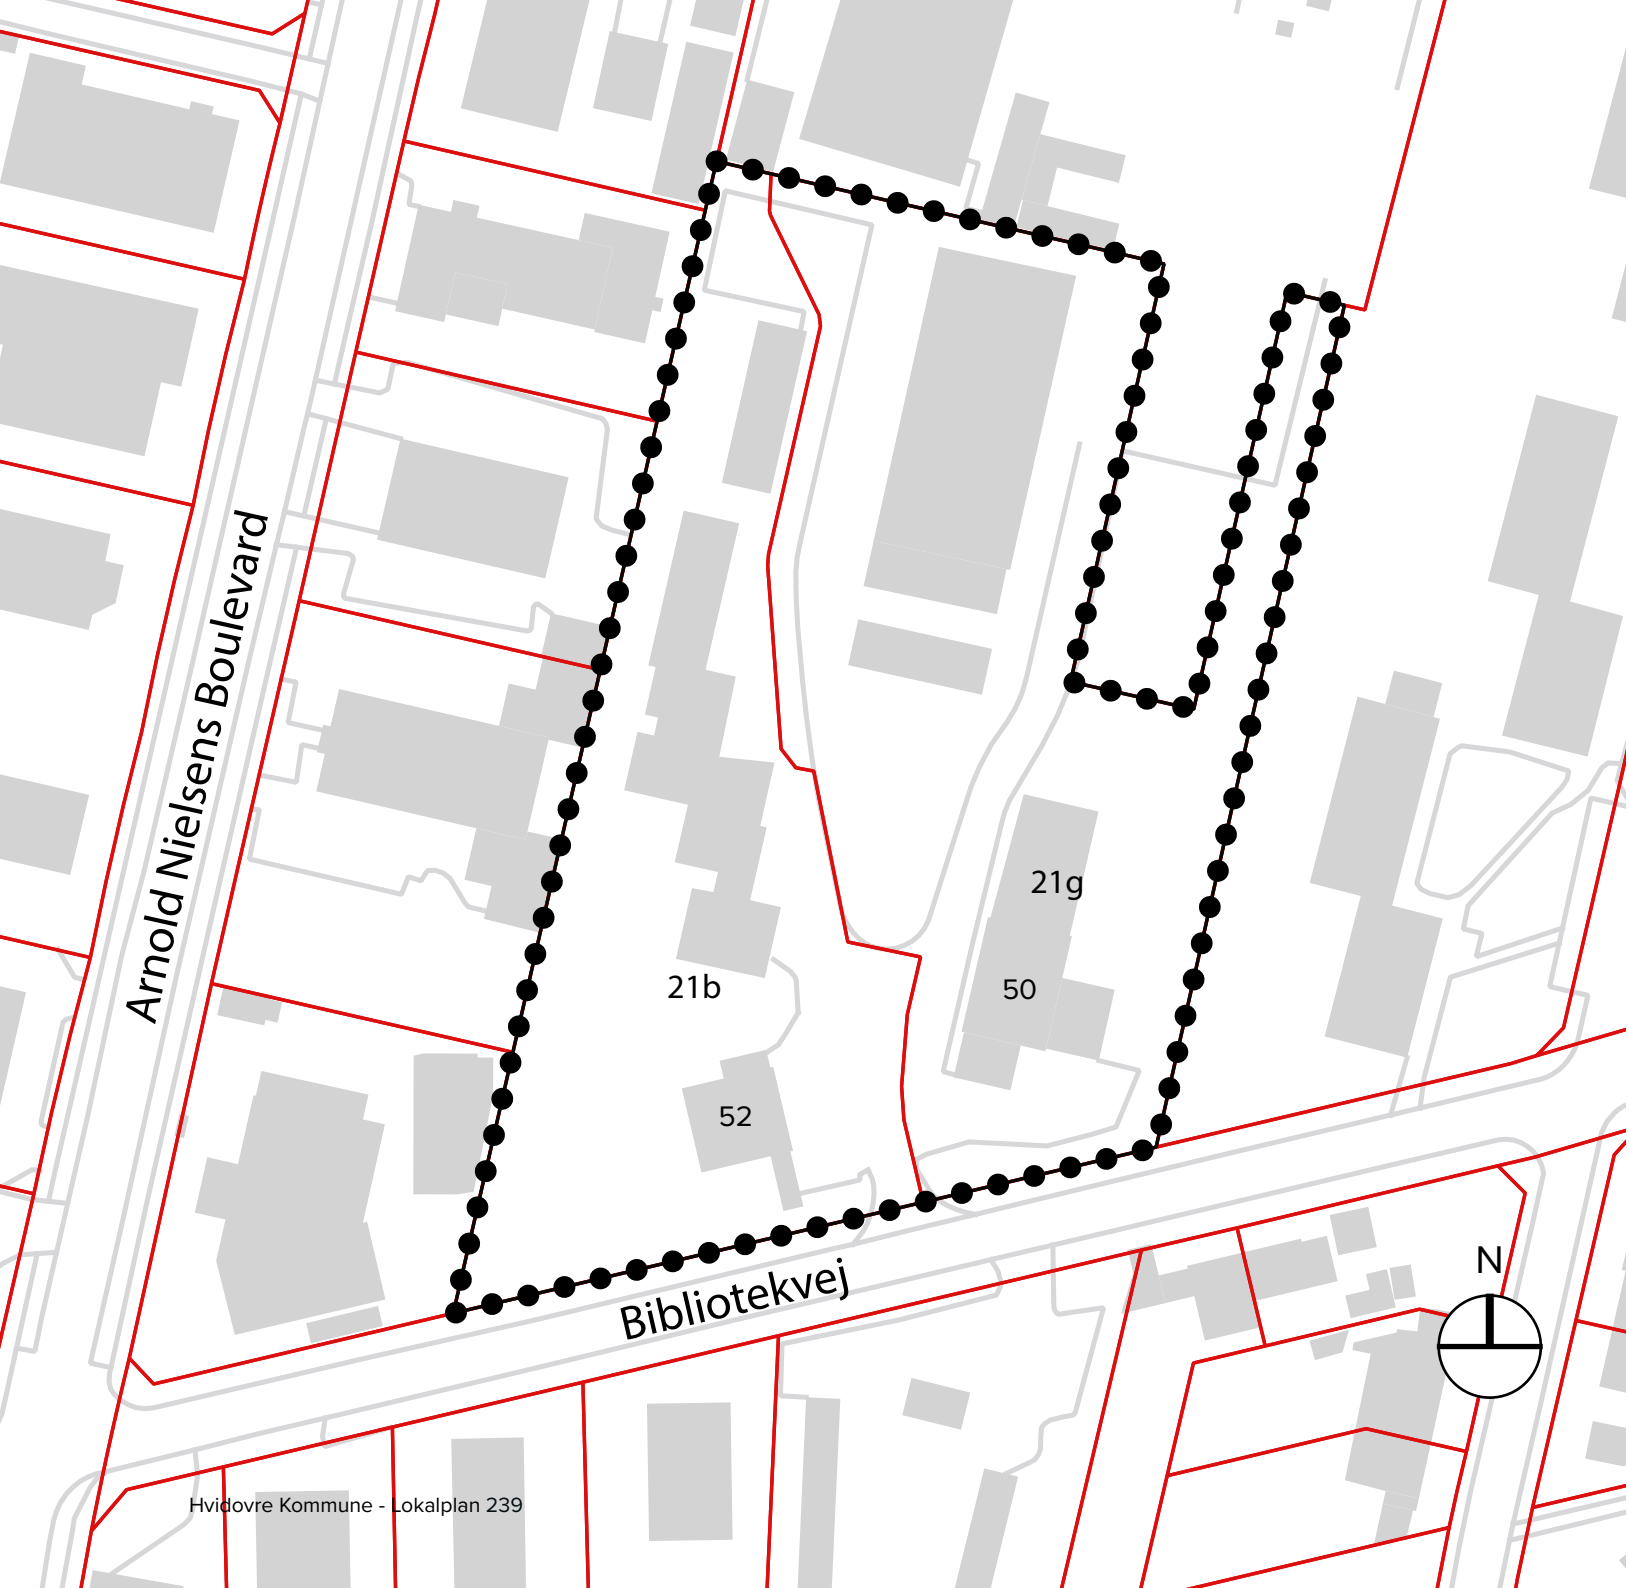 Arnold Nielsens Boulevard
21g
21b
50
52
Bibliotekvej
N
Hvidovre Kommune - Lokalplan 239